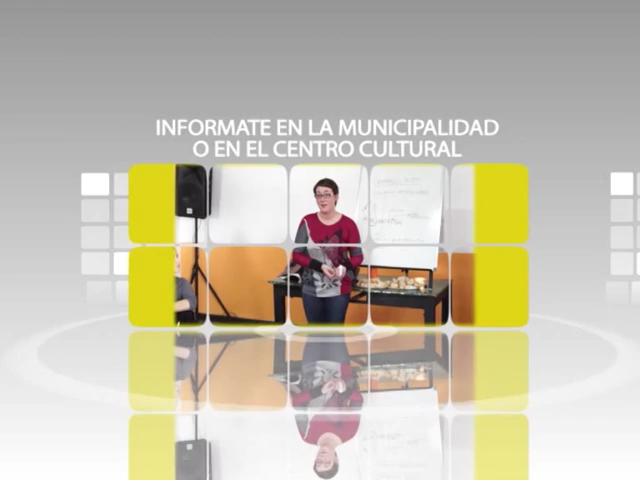 INFORMATE EN LA MUNICIPALIDAD
O EN EL CENTRO CULTURAL